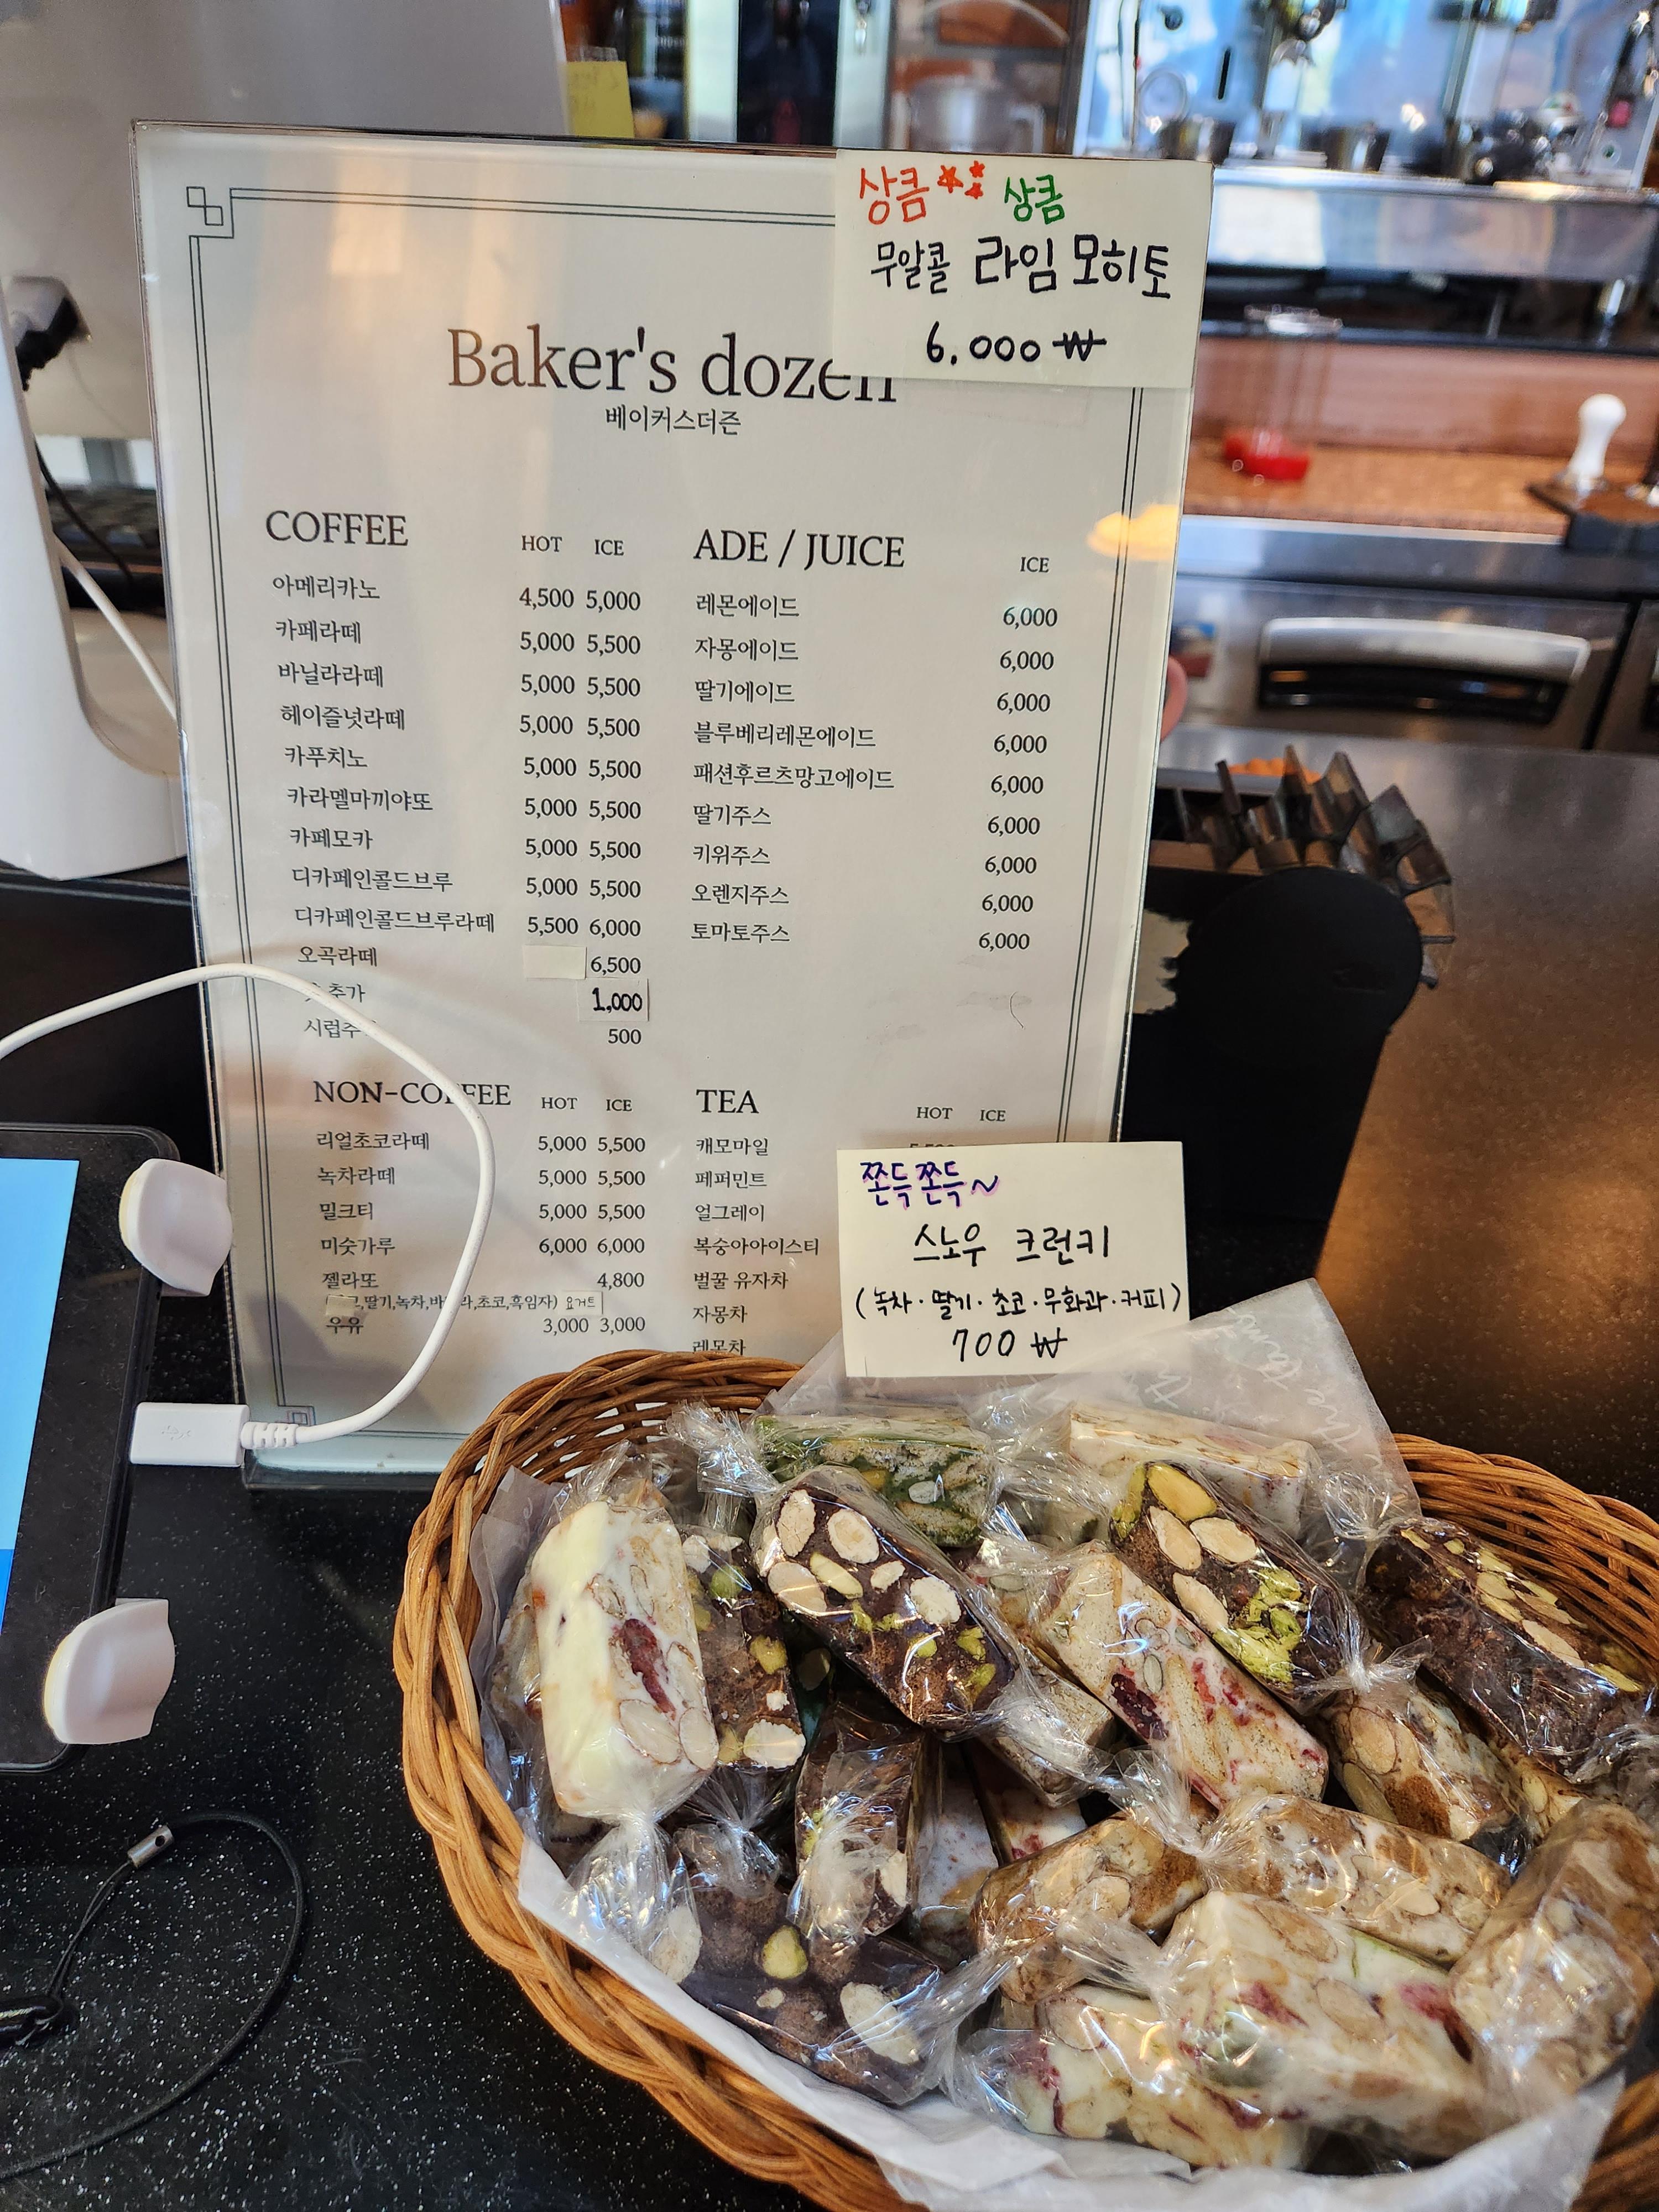 상콤 상콤
무알콜 라임 모히토
6.000 ₩
Baker's dozen
베이커스더즌
COFFEE HOT ICE
아메리카노 4,500 5,000
카페라떼 5,000 5,500
바닐라라떼 5,000 5,500
헤이즐넛라떼 5,000 5,500
카푸치노 5,000 5,500
카라멜마끼야또 5,000 5,500
카페모카 5,000 5,500
디카페인콜드브루 5,000 5,500
디카페인콜드브루라떼 5,500 6,000
오곡라떼 6,500
추가 1,000
500
ADE / JUICE ICE
레몬에이드 6,000
자몽에이드 6,000
딸기에이드 6,000
블루베리레몬에이드 6,000
패션후르츠망고에이드 6,000
딸기주스 6,000
키위주스 6,000
오렌지주스 6,000
토마토주스 6,000
NON-COFFEE HOT ICE
리얼초코라떼 5,000 5,500
녹차라떼 5,000 5,500
밀크티 5,000 5,500
미숫가루 6,000 6,000
젤라또 4,800
딸기,녹차, 초코,흑임자) 요거트
우유 3,000 3,000
TEA HOT ICE
캐모마일
페퍼민트
얼그레이
복숭아아이스티
벌꿀 유자차
자몽차
레몬차
쫀득쫀득~
스노우 크런키
(녹차·딸기·초코·무화과·커피)
700 ₩